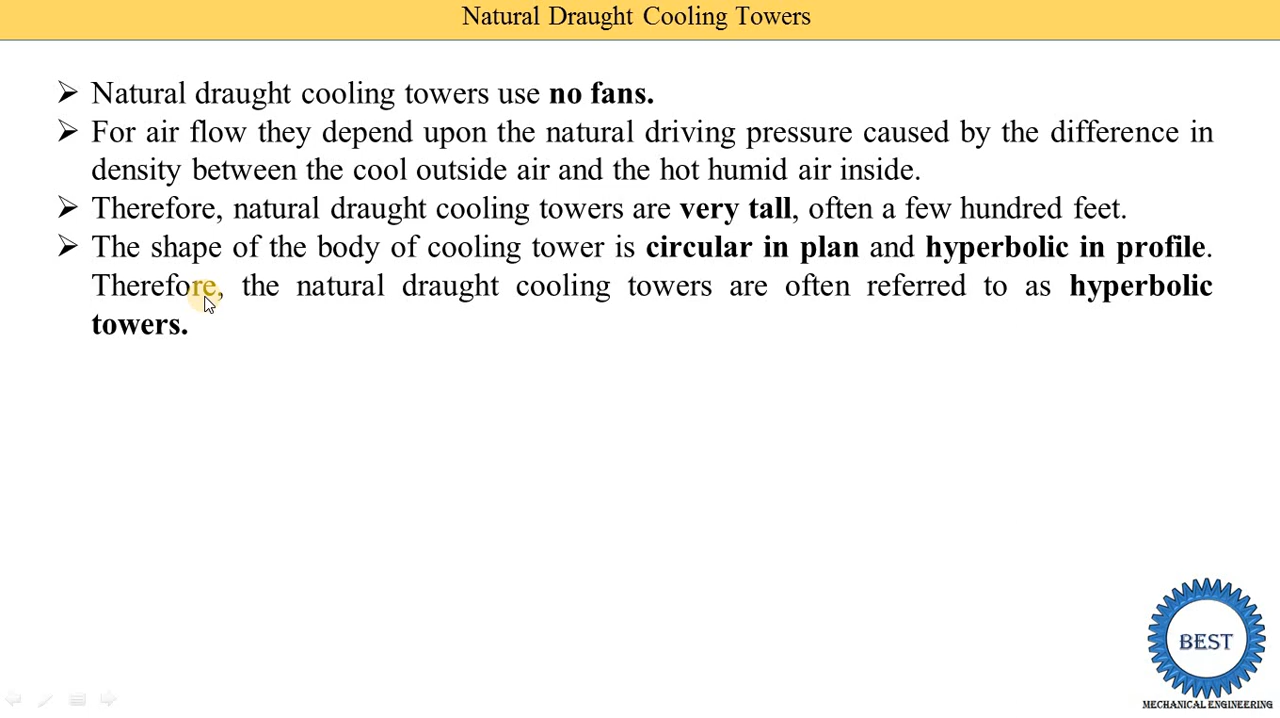 Natural Draught Cooling Towers
Natural draught cooling towers use no fans.
For air flow they depend upon the natural driving pressure caused by the difference in
density between the cool outside air and the hot humid air inside.
Therefore, natural draught cooling towers are very tall, often a few hundred feet.
The shape of the body of cooling tower is circular in plan and hyperbolic in profile.
Therefore, the natural draught cooling towers are often referred to as hyperbolic
towers.
BEST
MECHANICAL ENGINEERING